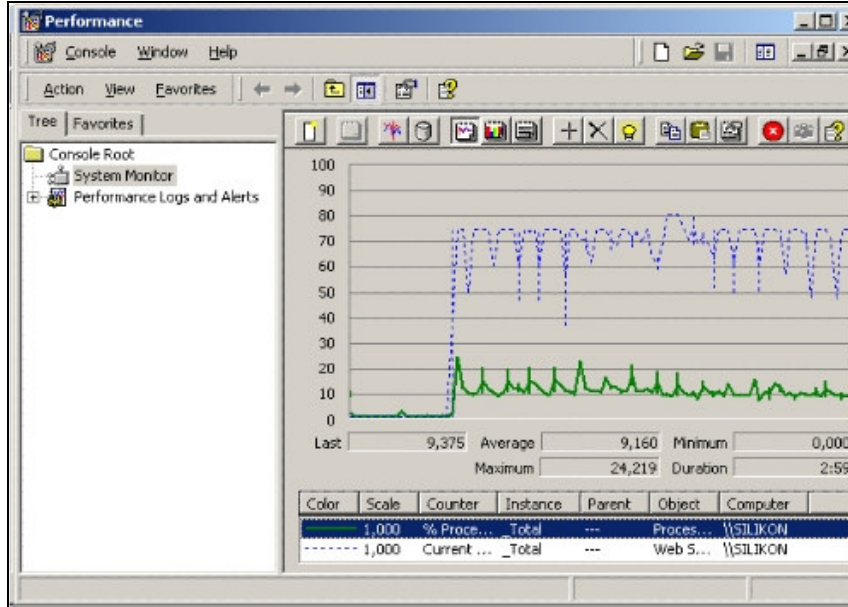 Performance
Console Window Help
Action View Favorites
Tree Favorites
Console Root
System Monitor
Performance Logs and Alerts
100
90
80
70
60
50
40
30
20
10
0
Last 9,375 Average 9,160 Minimum 0,000
Maximum 24,219 Duration 2:59
Color Scale Counter Instance Parent Object Computer
1,000 % Proce... _Total --- Proces... \\SILIKON
1,000 Current ... _Total --- Web S... \\SILIKON